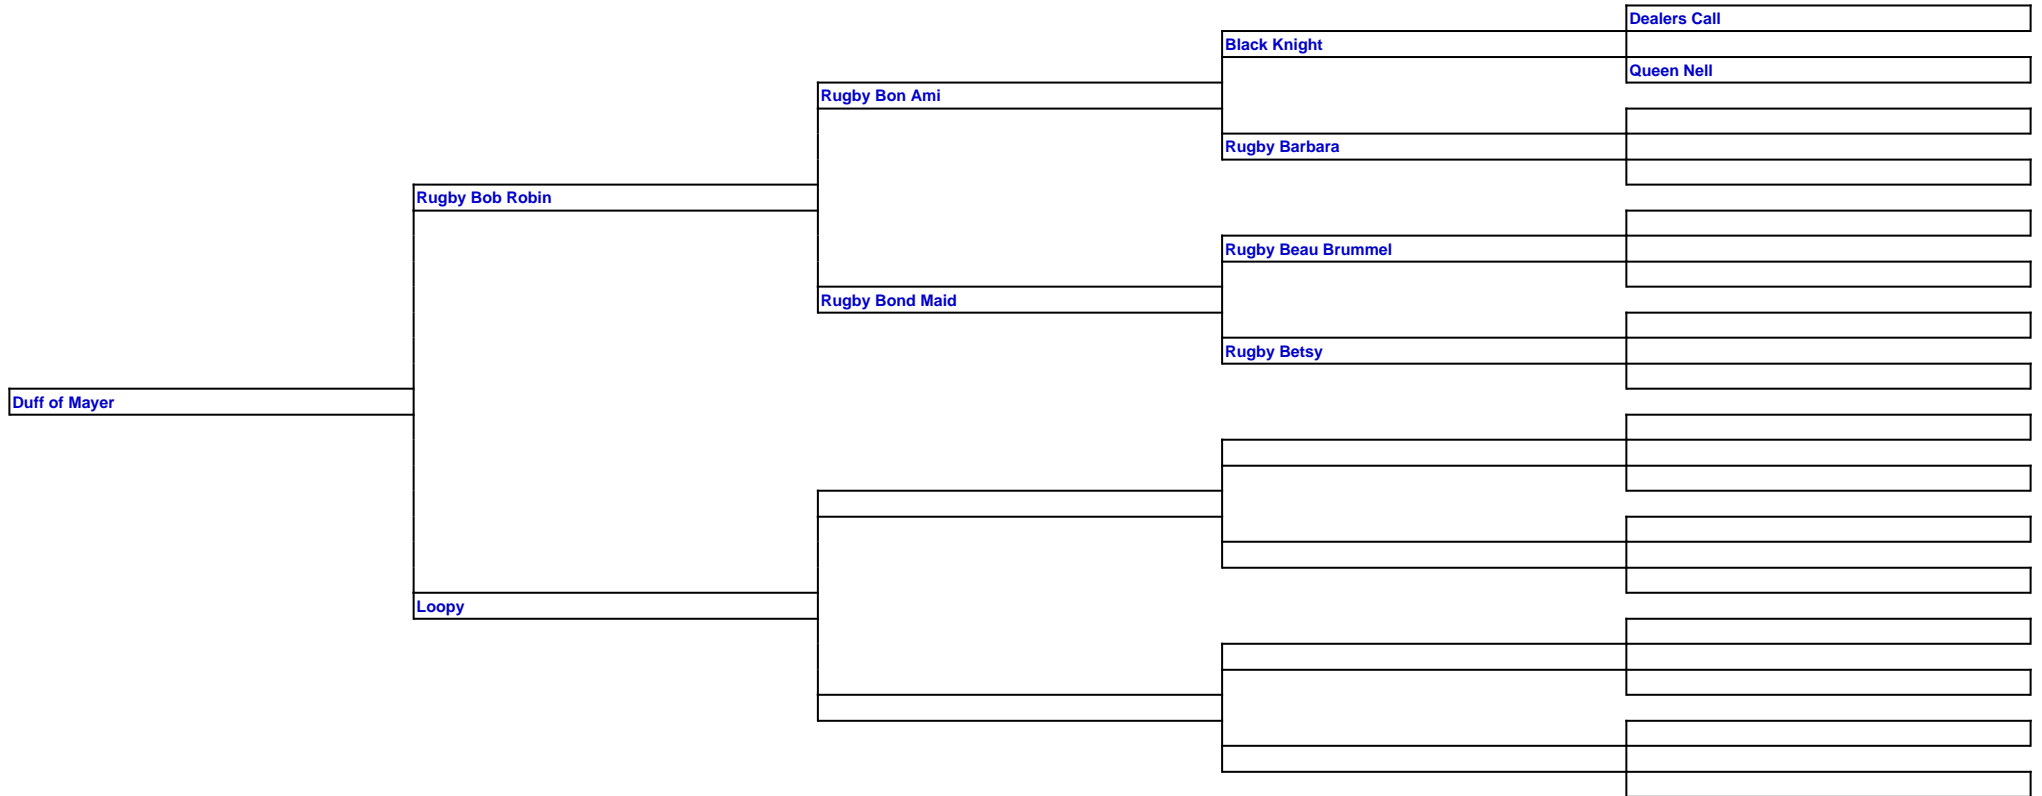 Dealers Call
Black Knight
Queen Nell
Rugby Bon Ami
Rugby Barbara
Rugby Bob Robin
Rugby Beau Brummel
Rugby Bond Maid
Rugby Betsy
Duff of Mayer
Loopy